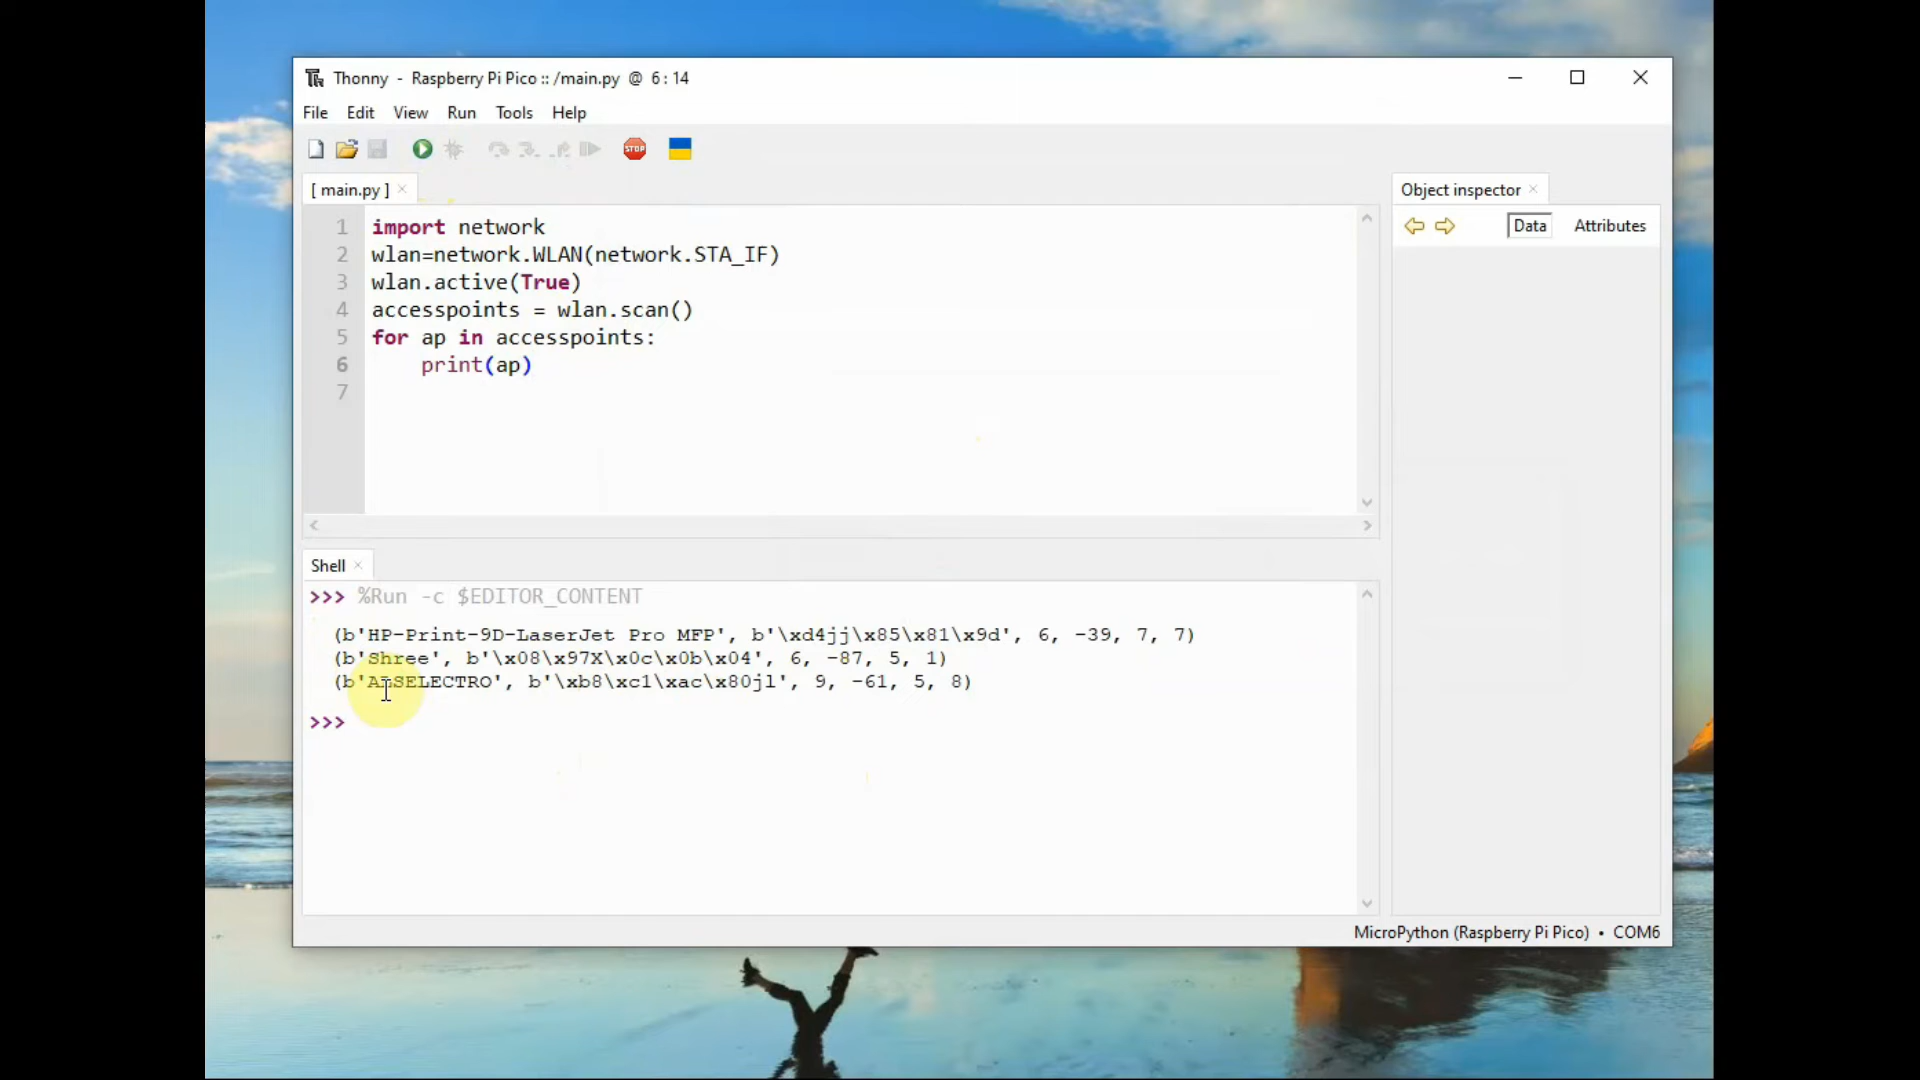 Thonny - Raspberry Pi Pico :: /main.py @ 6:14
File Edit View Run Tools Help
STOP
[ main.py ]
Object inspector
Data Attributes
1 import network
2 wlan=network.WLAN(network.STA_IF)
3 wlan.active(True)
4 accesspoints = wlan.scan()
5 for ap in accesspoints:
6 print(ap)
7
Shell
>>> %Run -c $EDITOR_CONTENT
(b'HP-Print-9D-LaserJet Pro MFP', b'\xd4jj\x85\x81\x9d', 6, -39, 7, 7)
(b'Shree', b'\x08\x97X\x0c\x0b\x04', 6, -87, 5, 1)
b'\xb8\xc1\xac\x80jl', 9, -61, 5, 8)
>>>
MicroPython (Raspberry Pi Pico) • COM6